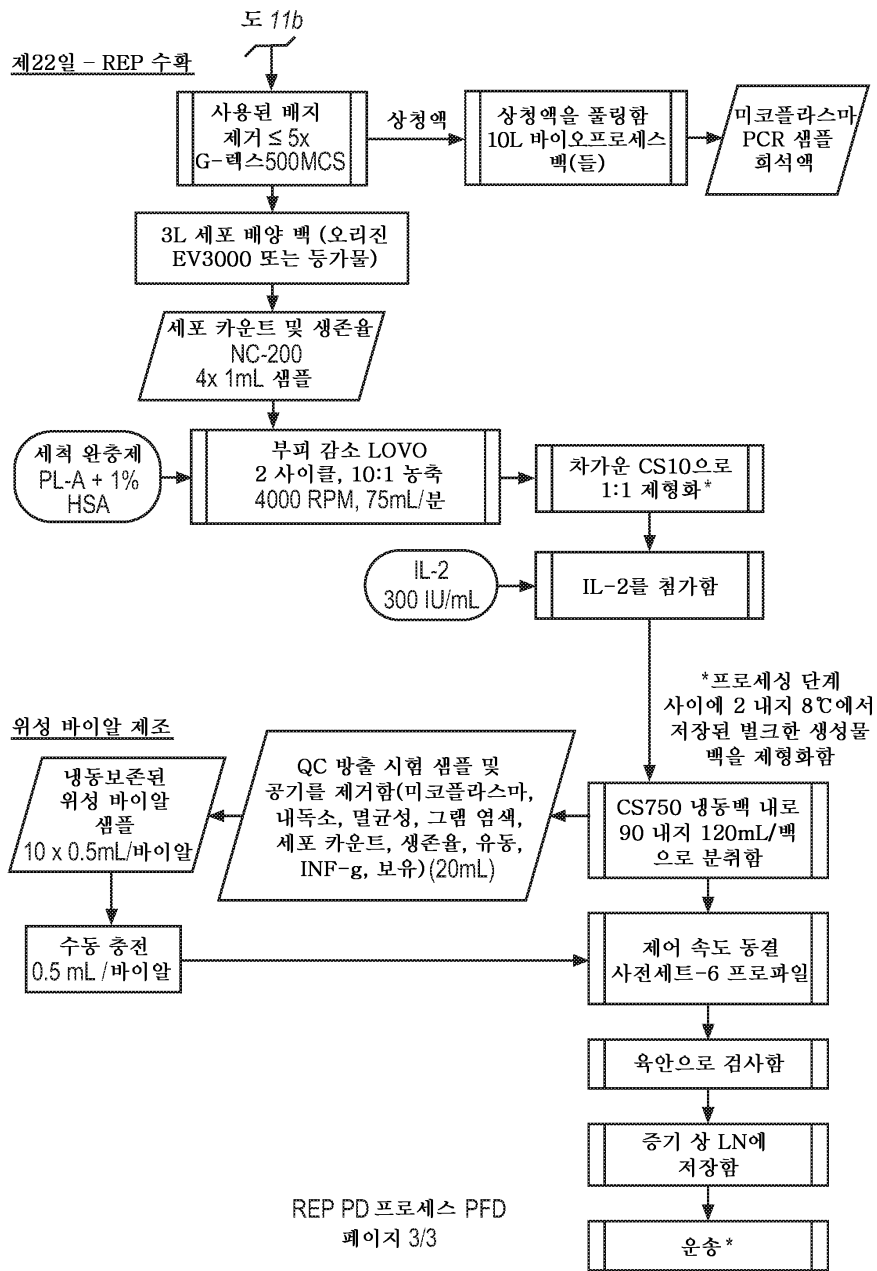 도 11b
제22일 – REP 수확
사용된 배지
제거 ≤ 5x
G-렉스500MCS
상청액
상청액을 풀링함
10L 바이오프로세스
백(들)
미코플라스마
PCR 샘플
희석액
3L 세포 배양 백 (오리진
EV3000 또는 등가물)
세포 카운트 및 생존율
NC-200
4x 1mL 샘플
세척 완충제
PL-A + 1%
HSA
부피 감소 LOVO
2 사이클, 10:1 농축
4000 RPM, 75mL/분
차가운 CS10으로
1:1 제형화*
IL-2
300 IU/mL
IL-2를 첨가함
*프로세싱 단계
사이에 2 내지 8℃에서
저장된 벌크한 생성물
백을 제형화함
위성 바이알 제조
냉동보존된
위성 바이알
샘플
10 x 0.5mL/바이알
QC 방출 시험 샘플 및
공기를 제거함(미코플라스마,
내독소, 멸균성, 그램 염색,
세포 카운트, 생존율, 유동,
INF-g, 보유)(20mL)
CS750 냉동백 내로
90 내지 120mL/백
으로 분취함
수동 충전
0.5 mL /바이알
제어 속도 동결
사전세트-6 프로파일
육안으로 검사함
증기 상 LN에
저장함
운송*
REP PD 프로세스 PFD
페이지 3/3